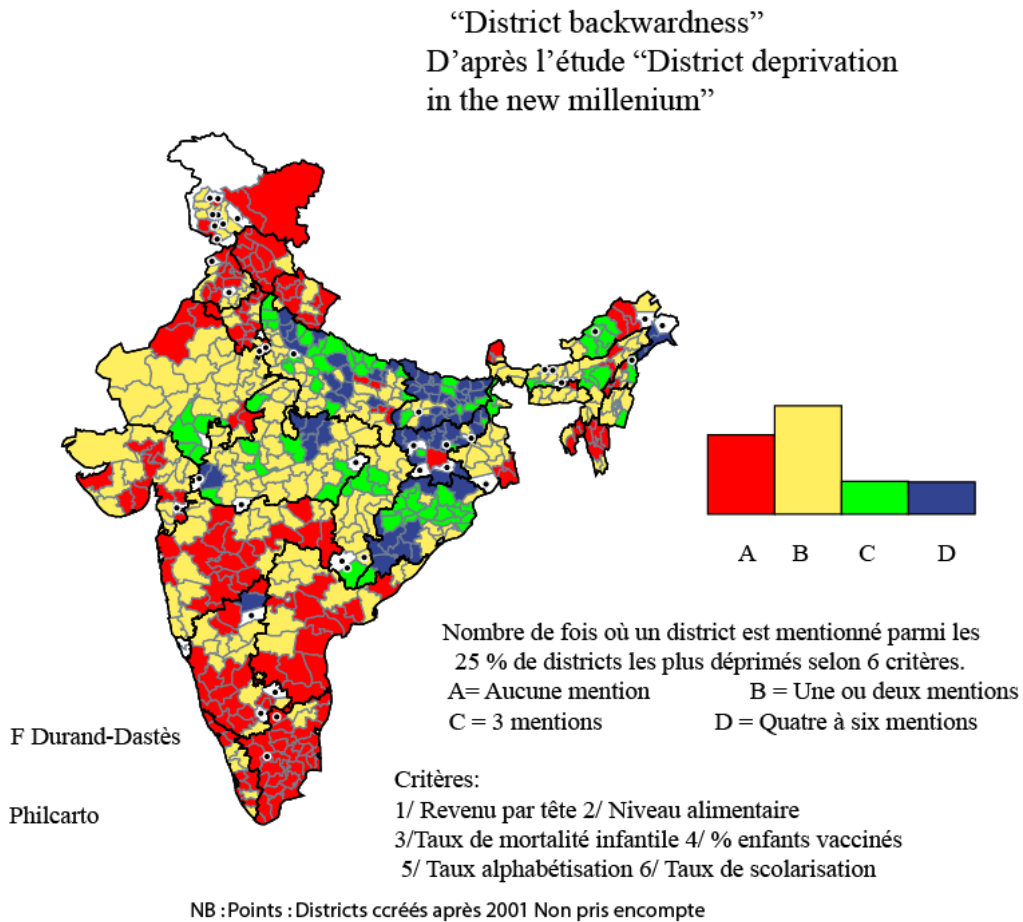 “District backwardness”
D’après l’étude “District deprivation
in the new millenium”
A B C D
Nombre de fois où un district est mentionné parmi les
25 % de districts les plus déprimés selon 6 critères.
A= Aucune mention B = Une ou deux mentions
C = 3 mentions D = Quatre à six mentions
F Durand-Dastès
Philcarto
Critères:
1/ Revenu par tête 2/ Niveau alimentaire
3/Taux de mortalité infantile 4/ % enfants vaccinés
5/ Taux alphabétisation 6/ Taux de scolarisation
NB : Points : Districts ccréés après 2001 Non pris encompte